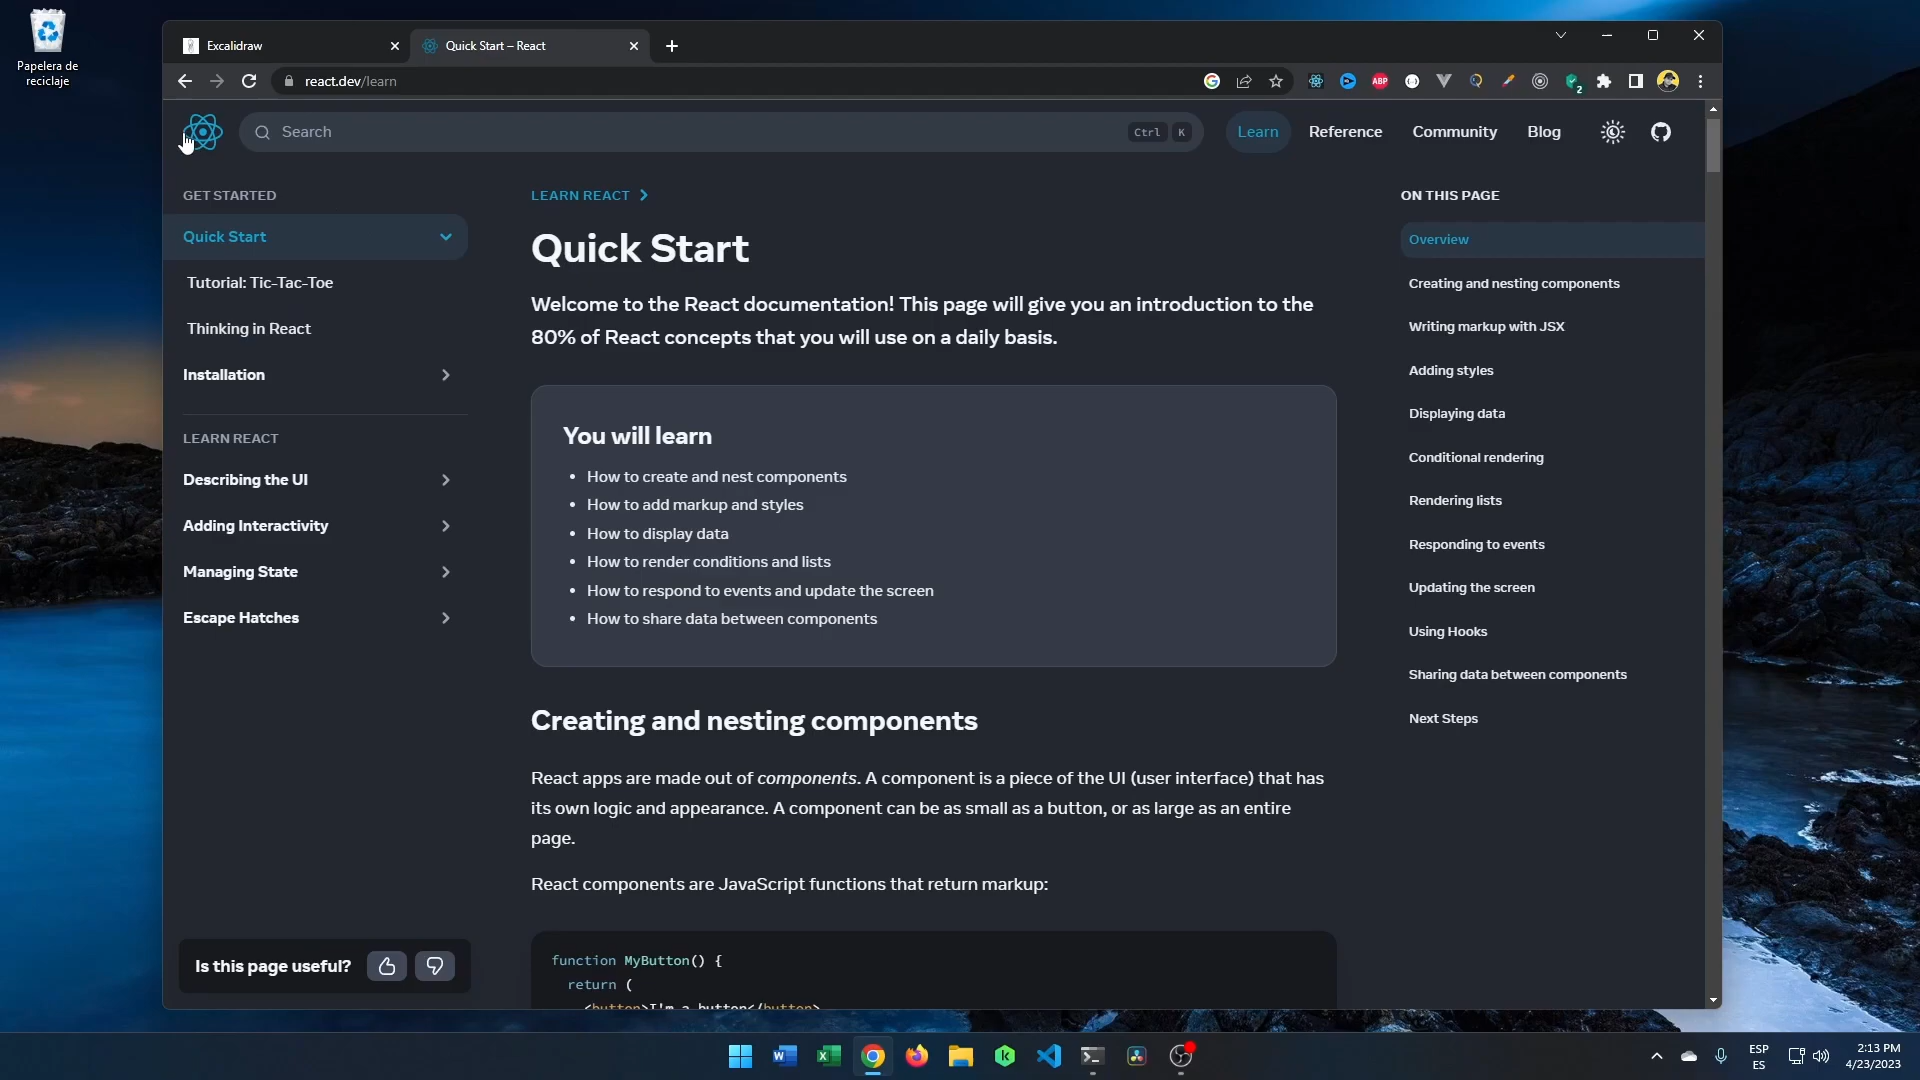 Papelera de
reciclaje
Excalidraw
Quick Start – React
react.dev/learn
ABP
2
Search
Ctrl K
Learn
Reference
Community
Blog
GET STARTED
Quick Start
Tutorial: Tic-Tac-Toe
Thinking in React
Installation
LEARN REACT
Describing the UI
Adding Interactivity
Managing State
Escape Hatches
Is this page useful?
LEARN REACT
Quick Start
Welcome to the React documentation! This page will give you an introduction to the
80% of React concepts that you will use on a daily basis.
You will learn
• How to create and nest components
• How to add markup and styles
• How to display data
• How to render conditions and lists
• How to respond to events and update the screen
• How to share data between components
Creating and nesting components
React apps are made out of components. A component is a piece of the UI (user interface) that has
its own logic and appearance. A component can be as small as a button, or as large as an entire
page.
React components are JavaScript functions that return markup:
function MyButton() {
return (
<button>I'm a button</button>
ON THIS PAGE
Overview
Creating and nesting components
Writing markup with JSX
Adding styles
Displaying data
Conditional rendering
Rendering lists
Responding to events
Updating the screen
Using Hooks
Sharing data between components
Next Steps
ESP
ES
2:13 PM
4/23/2023